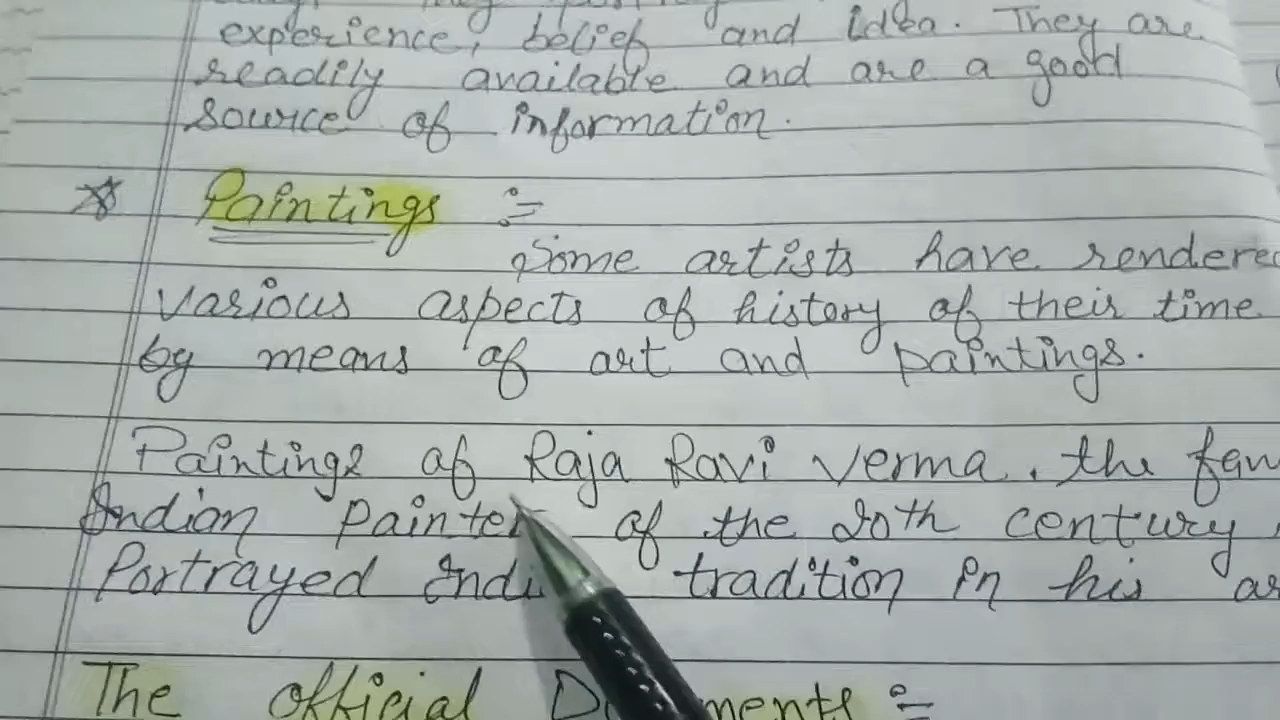 experience, belief and idea. They are
readily available and are a good
source of information.
Paintings :-
Some artists have rendered
various aspects of history of their time
by means of art and paintings.
Paintings of Raja Ravi Verma, the
Indian Painter of the 20th century
Portrayed tradition in his
The official